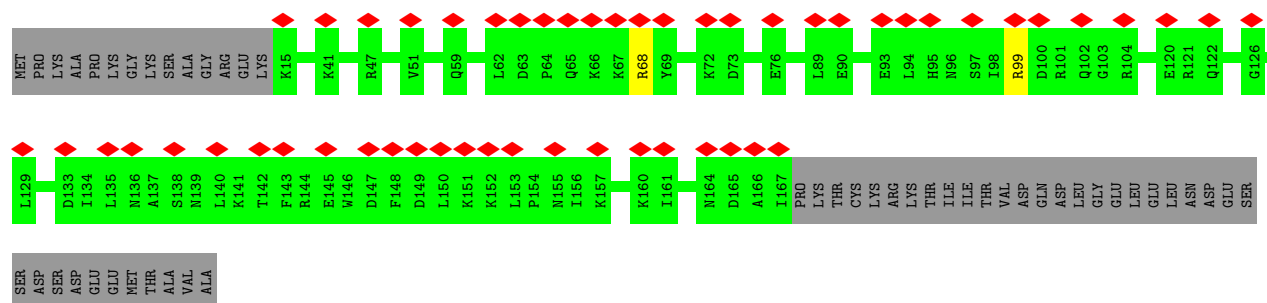 MET PRO LYS ALA PRO LYS GLY LYS SER ALA GLY ARG GLU LYS K15 K41 R47 V51 Q59 L62 D63 P64 Q65 K66 K67 R68 Y69 K72 D73 E76 L89 E90 E93 L94 H95 N96 S97 I98 R99 D100 R101 Q102 G103 R104 E120 R121 Q122 G126
L129 D133 I134 L135 N136 A137 S138 N139 L140 K141 T142 F143 R144 E145 W146 D147 F148 D149 L150 K151 K152 L153 P154 N155 I156 K157 K160 I161 N164 D165 A166 I167 PRO LYS THR CYS LYS ARG LYS THR ILE ILE THR VAL ASP GLN ASP LEU GLY GLU LEU GLU LEU ASN ASP GLU SER
SER ASP SER ASP GLU GLU MET THR ALA VAL ALA